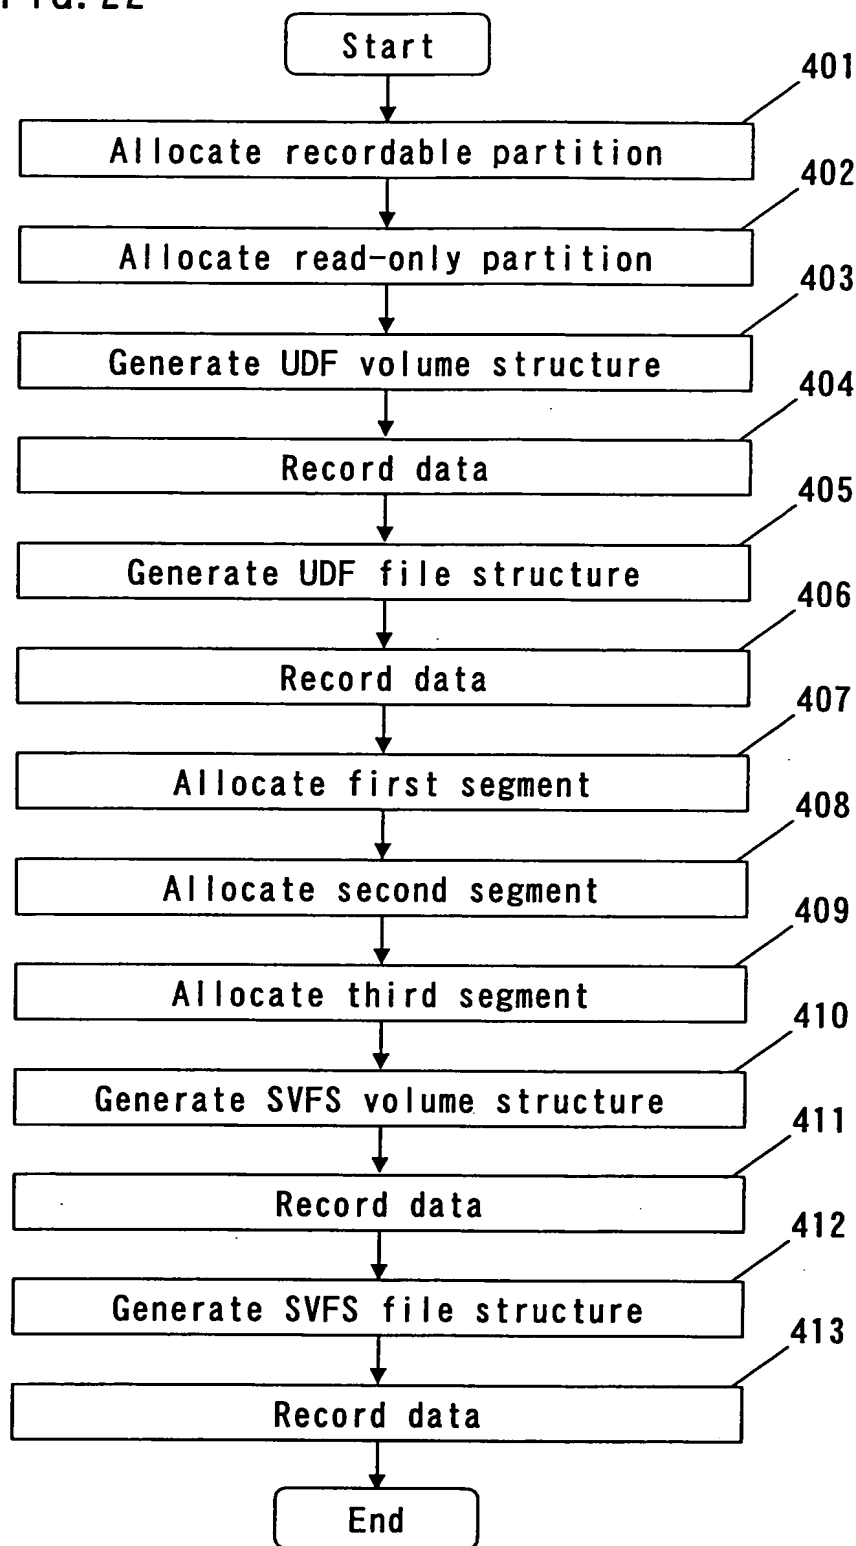 Fig. 22
Start
401
Allocate recordable partition
402
Allocate read-only partition
403
Generate UDF volume structure
404
Record data
405
Generate UDF file structure
406
Record data
407
Allocate first segment
408
Allocate second segment
409
Allocate third segment
410
Generate SVFS volume structure
411
Record data
412
Generate SVFS file structure
413
Record data
End